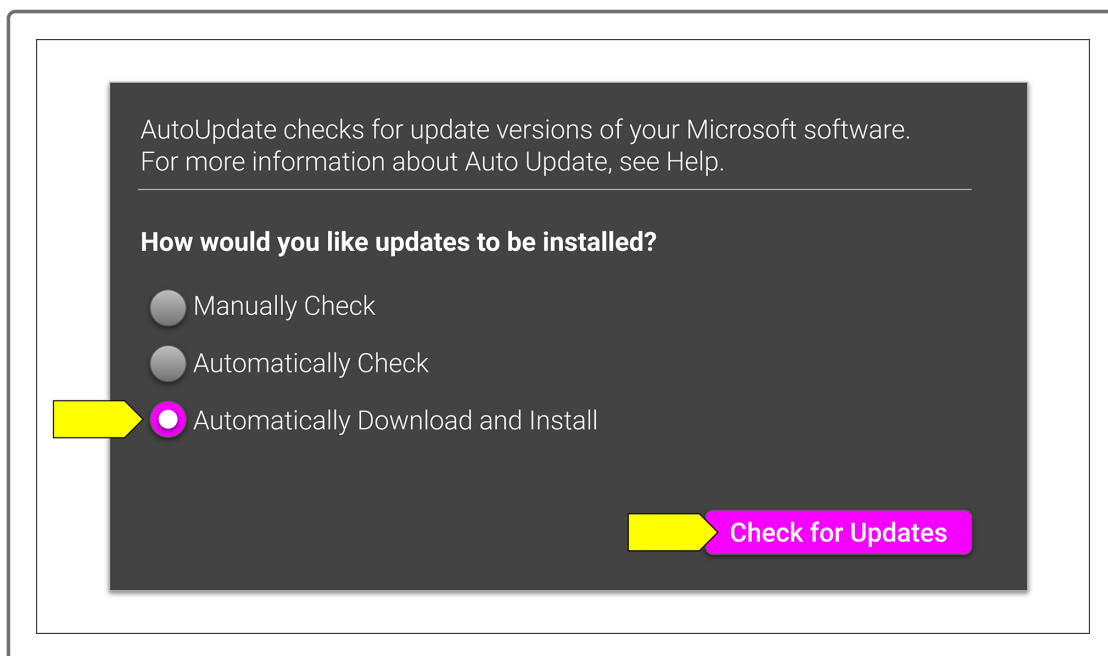 AutoUpdate checks for update versions of your Microsoft software.
For more information about Auto Update, see Help.
How would you like updates to be installed?
Manually Check
Automatically Check
Automatically Download and Install
Check for Updates